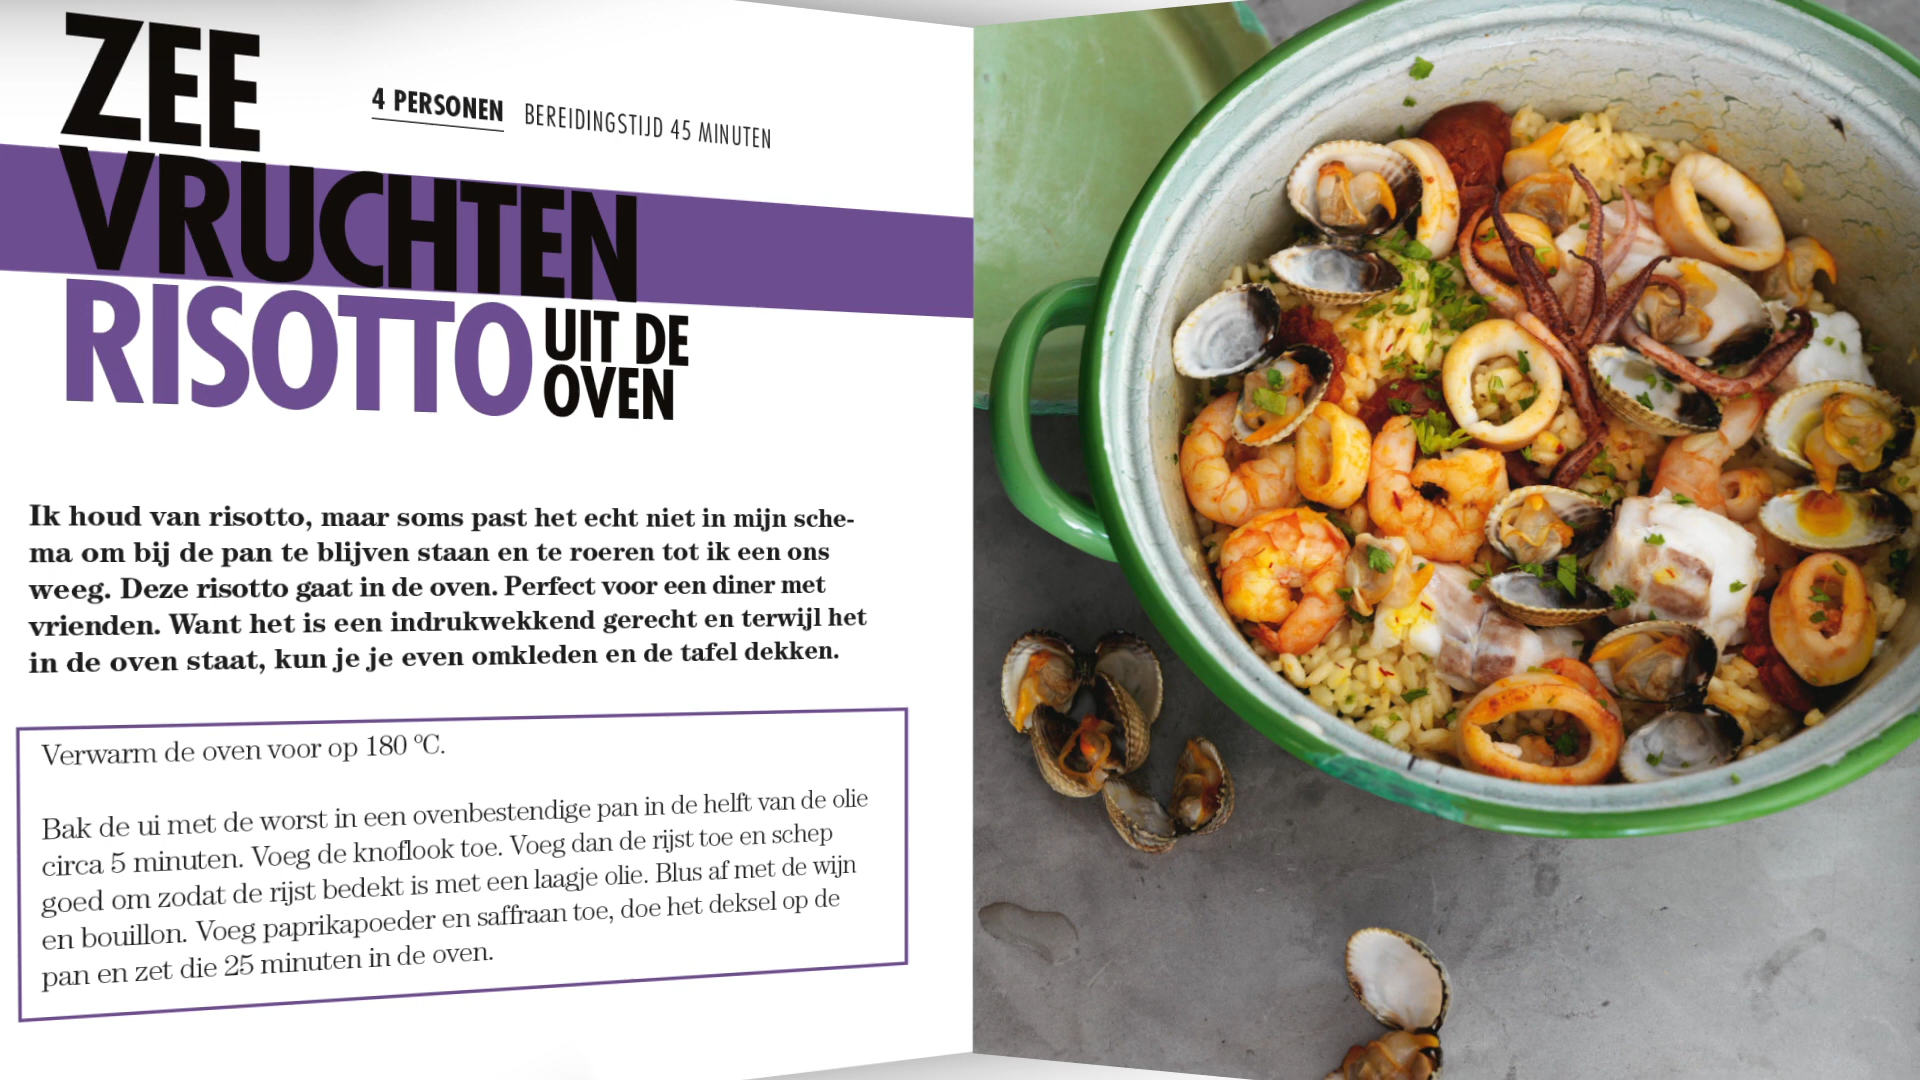 ZEE
VRUCHTEN
RISOTTO UIT DE
OVEN
4 PERSONEN BEREIDINGSTIJD 45 MINUTEN
Ik houd van risotto, maar soms past het echt niet in mijn sche-
ma om bij de pan te blijven staan en te roeren tot ik een ons
weeg. Deze risotto gaat in de oven. Perfect voor een diner met
vrienden. Want het is een indrukwekkend gerecht en terwijl het
in de oven staat, kun je je even omkleden en de tafel dekken.
Verwarm de oven voor op 180 °C.
Bak de ui met de worst in een ovenbestendige pan in de helft van de olie
circa 5 minuten. Voeg de knoflook toe. Voeg dan de rijst toe en schep
goed om zodat de rijst bedekt is met een laagje olie. Blus af met de wijn
en bouillon. Voeg paprikapoeder en saffraan toe, doe het deksel op de
pan en zet die 25 minuten in de oven.